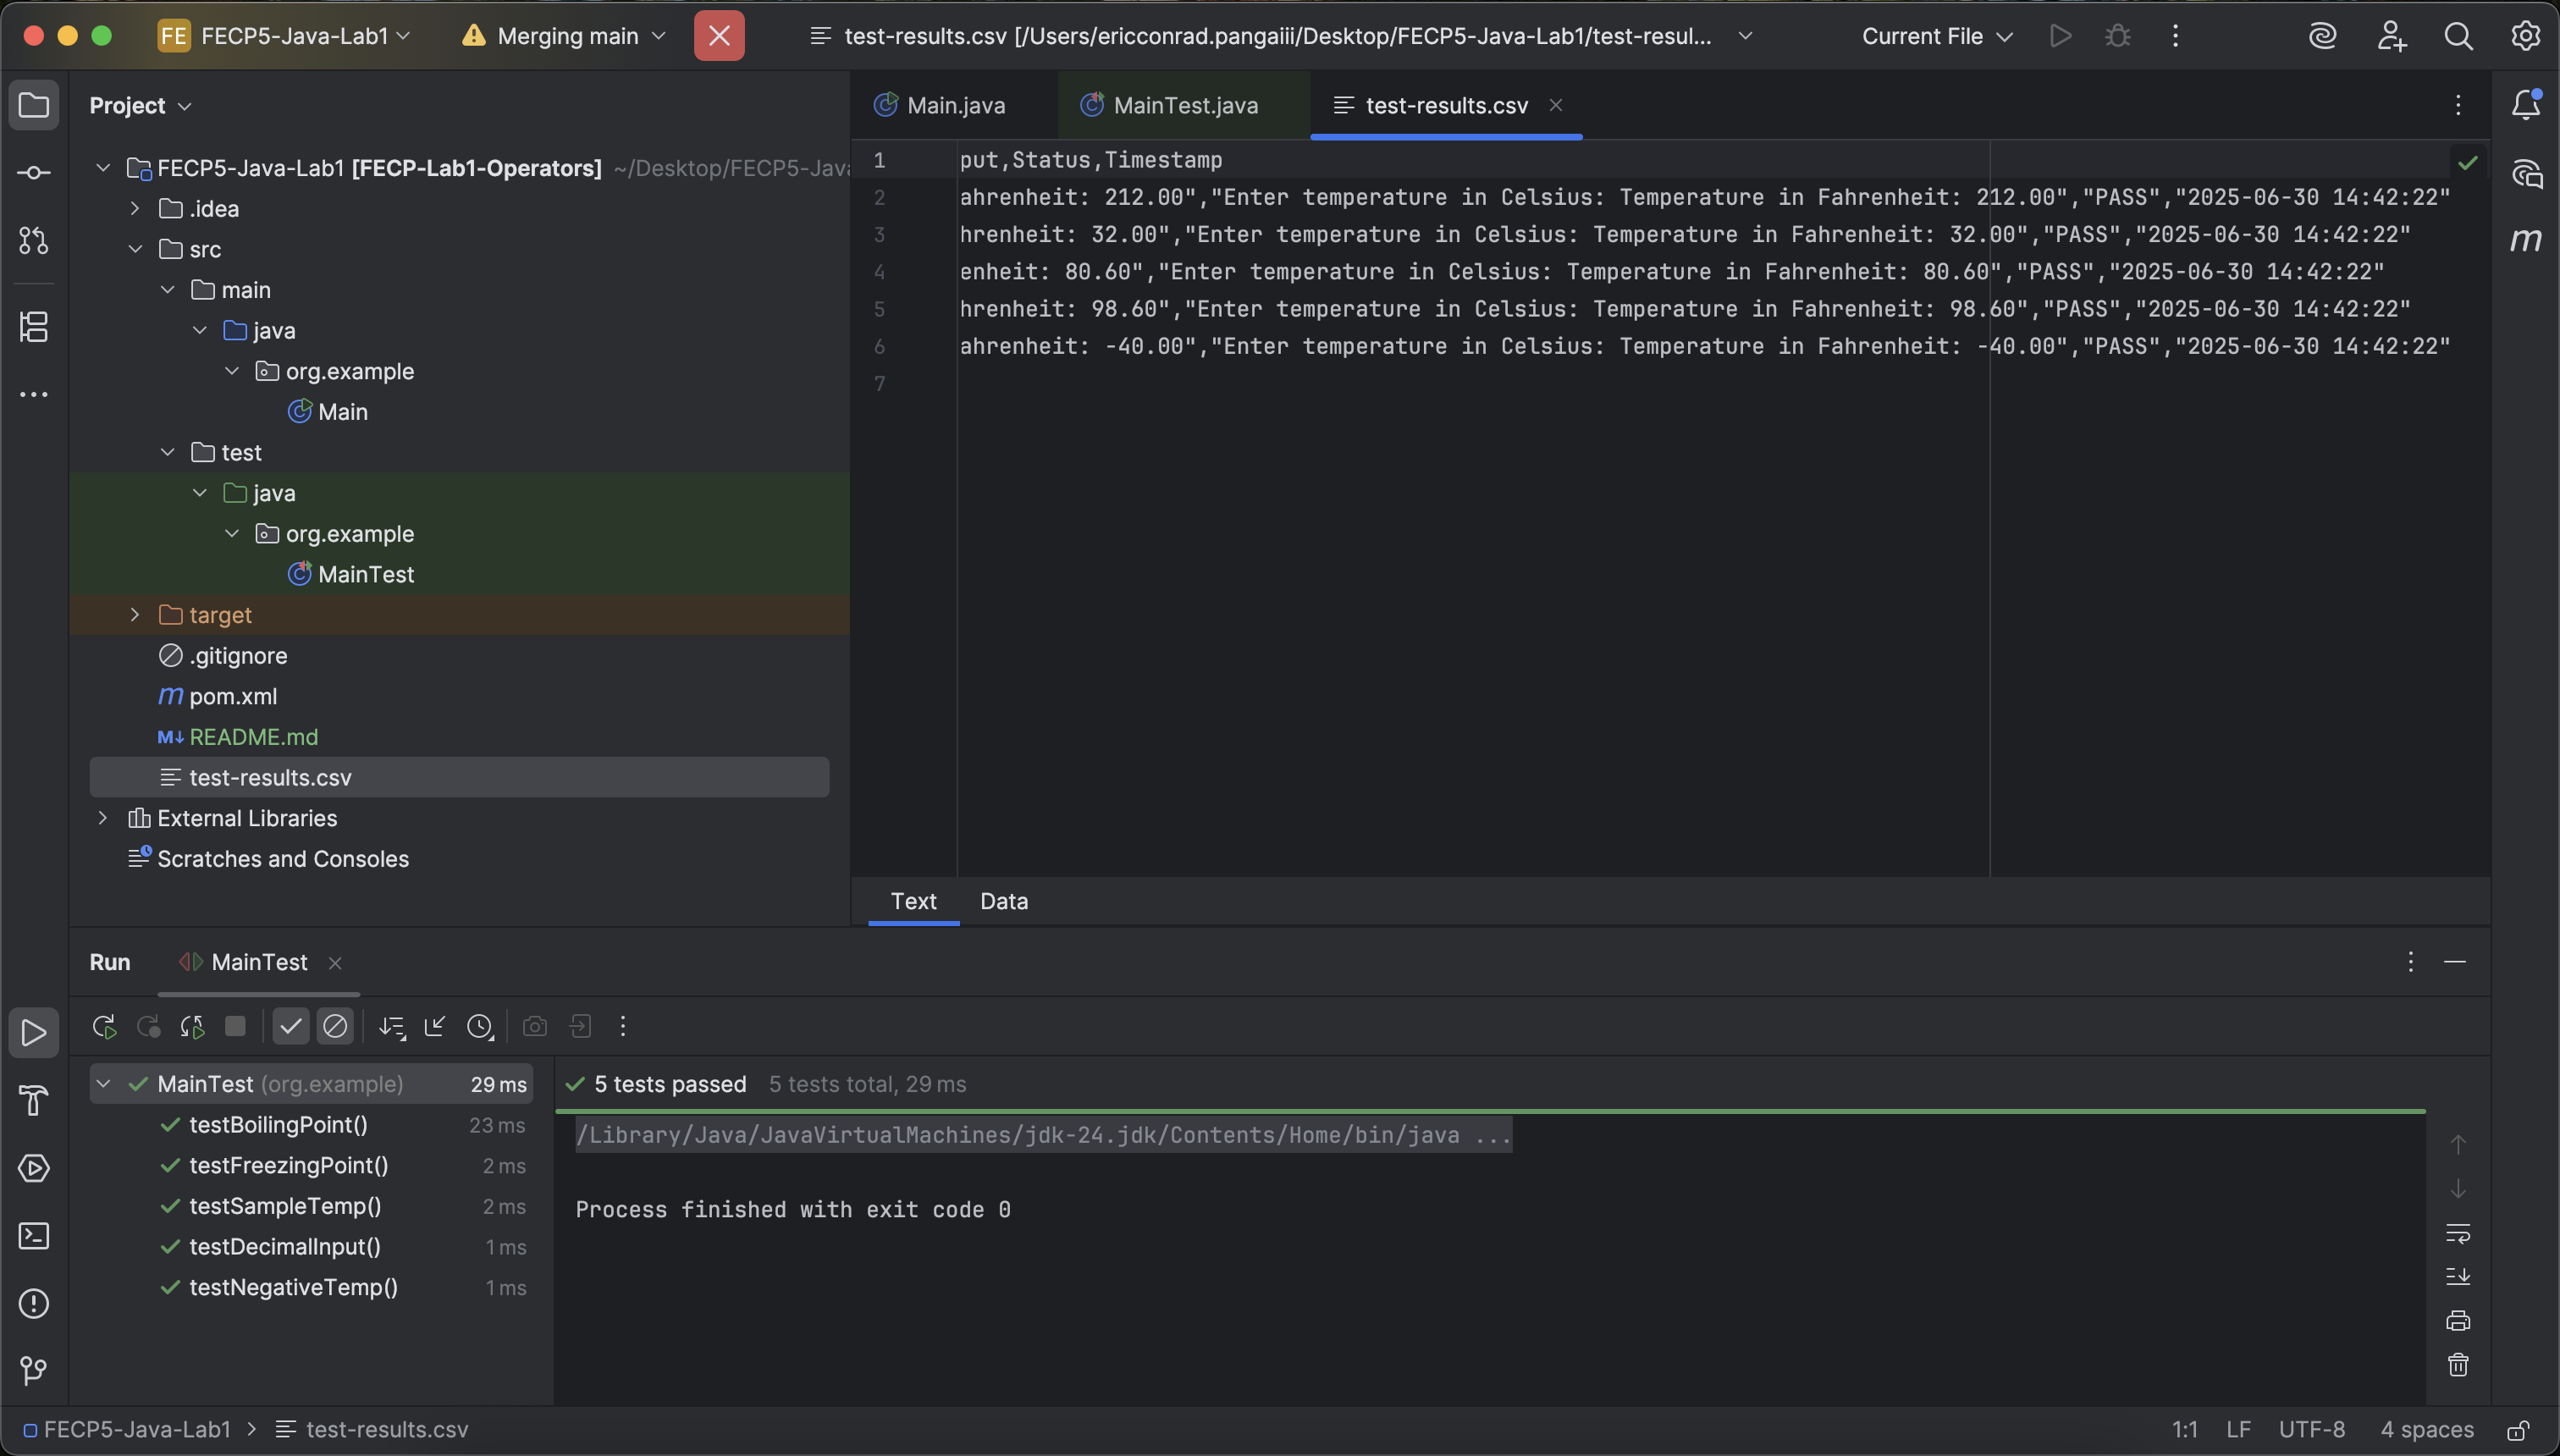 FE FECP5-Java-Lab1 Merging main test-results.csv [/Users/ericconrad.pangaiii/Desktop/FECP5-Java-Lab1/test-resul... Current File
Project
Main.java MainTest.java test-results.csv
FECP5-Java-Lab1 [FECP-Lab1-Operators] ~/Desktop/FECP5-Java
.idea
src
main
java
org.example
Main
test
java
org.example
MainTest
target
.gitignore
m pom.xml
M↓ README.md
test-results.csv
External Libraries
Scratches and Consoles
1 put,Status,Timestamp
2 ahrenheit: 212.00","Enter temperature in Celsius: Temperature in Fahrenheit: 212.00","PASS","2025-06-30 14:42:22"
3 hrenheit: 32.00","Enter temperature in Celsius: Temperature in Fahrenheit: 32.00","PASS","2025-06-30 14:42:22"
4 enheit: 80.60","Enter temperature in Celsius: Temperature in Fahrenheit: 80.60","PASS","2025-06-30 14:42:22"
5 hrenheit: 98.60","Enter temperature in Celsius: Temperature in Fahrenheit: 98.60","PASS","2025-06-30 14:42:22"
6 ahrenheit: -40.00","Enter temperature in Celsius: Temperature in Fahrenheit: -40.00","PASS","2025-06-30 14:42:22"
7
m
Text Data
Run MainTest
MainTest (org.example) 29 ms
testBoilingPoint() 23 ms
testFreezingPoint() 2 ms
testSampleTemp() 2 ms
testDecimalInput() 1 ms
testNegativeTemp() 1 ms
5 tests passed 5 tests total, 29 ms
/Library/Java/JavaVirtualMachines/jdk-24.jdk/Contents/Home/bin/java ...
Process finished with exit code 0
FECP5-Java-Lab1 > test-results.csv 1:1 LF UTF-8 4 spaces